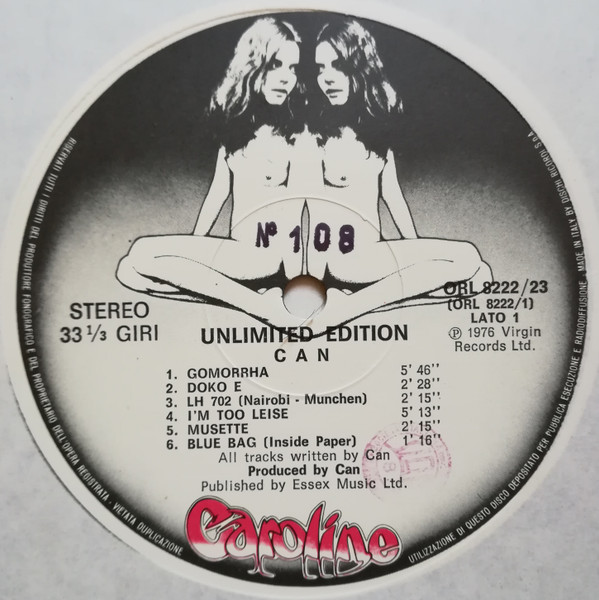 Nº 108
STEREO
33 ⅓ GIRI
ORL 8222/23
(ORL 8222/1)
LATO 1
℗ 1976 Virgin
Records Ltd.
UNLIMITED EDITION
CAN
1. GOMORRHA 5' 46"
2. DOKO E 2' 28"
3. LH 702 (Nairobi - Munchen) 2' 15"
4. I'M TOO LEISE 5' 13"
5. MUSETTE 2' 15"
6. BLUE BAG (Inside Paper) 1' 16"
All tracks written by Can
Produced by Can
Published by Essex Music Ltd.
Caroline
RISERVATI TUTTI I DIRITTI DEL PRODUTTORE FONOGRAFICO E DEL PROPRIETARIO DELL'OPERA REGISTRATA - VIETATA DUPLICAZIONE
UTILIZZAZIONE DI QUESTO DISCO DEPOSITATO PER PUBBLICA ESECUZIONE E RADIODIFFUSIONE - MADE IN ITALY BY DISCHI RICORDI S.p.A.